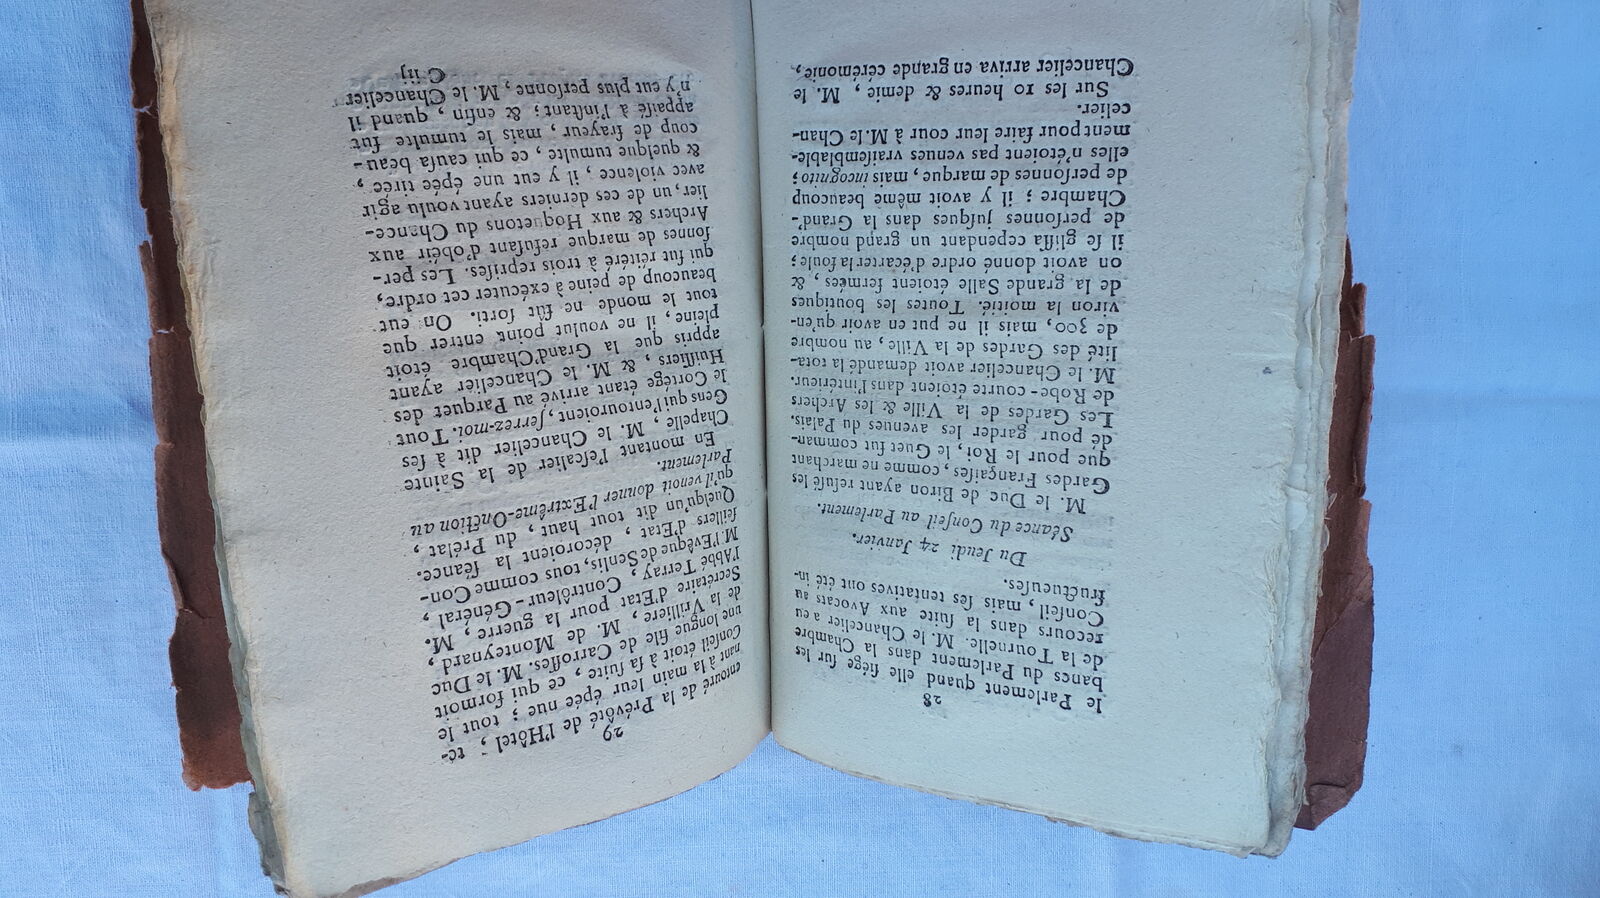 28
le Parlement quand elle siége sur les
bancs du Parlement dans la Chambre
de la Tournelle. M. le Chancelier a eu
recours dans la suite aux Avocats au
Conseil, mais ses tentatives ont été in-
fructueuses.
Du Jeudi 24 Janvier.
Séance du Conseil au Parlement.
M. le Duc de Biron ayant refusé les
Gardes Françaises, comme ne marchant
que pour le Roi, le Guet fut comman-
dé pour garder les avenues du Palais.
Les Gardes de la Ville & les Archers
de Robe-courte étoient dans l'intérieur.
M. le Chancelier avoit demandé la tota-
lité des Gardes de la Ville, au nombre
de 300, mais il ne put en avoir qu'en-
viron la moitié. Toutes les boutiques
de la grande Salle étoient fermées, &
on avoit donné ordre d'écarter la foule;
il se glissa cependant un grand nombre
de personnes jusques dans la Grand'-
Chambre; il y avoit même beaucoup
de personnes de marque, mais incognito;
elles n'étoient pas venues vraisemblable-
ment pour faire leur cour à M. le Chan-
celier.
Sur les 10 heures & demie, M. le
Chancelier arriva en grande cérémonie,
29
entouré de la Prévôté de l'Hôtel, te-
nant à la main leur épée nue; tout le
Conseil étoit à sa suite, ce qui formoit
une longue file de Carrosses. M. le Duc
de la Vrilliere, M. de Monteynard,
Secrétaire d'Etat pour la guerre, M.
l'Abbé Terray, Contrôleur-Général,
M. l'Evêque de Senlis, tous comme Con-
seillers d'Etat, décoroient la séance.
Quelqu'un dit tout haut, du Prélat,
qu'il venoit donner l'Extrême-Onction au
Parlement.
En montant l'escalier de la Sainte
Chapelle, M. le Chancelier dit à ses
Gens qui l'entouroient, serrez-moi. Tout
le Cortége étant arrivé au Parquet des
Huissiers, & M. le Chancelier ayant
appris que la Grand'Chambre étoit
pleine, il ne voulut point entrer que
tout le monde ne fût sorti. On eut
beaucoup de peine à exécuter cet ordre,
qui fut réitéré à trois reprises. Les per-
sonnes de marque refusant d'obéir aux
Archers & aux Hoquetons du Chance-
lier, un de ces derniers ayant voulu agir
avec violence, il y eut une épée tirée,
& quelque tumulte, ce qui causa beau-
coup de frayeur, mais le tumulte fut
appaisé à l'instant; & enfin, quand il
n'y eut plus personne, M. le Chancelier
C iij